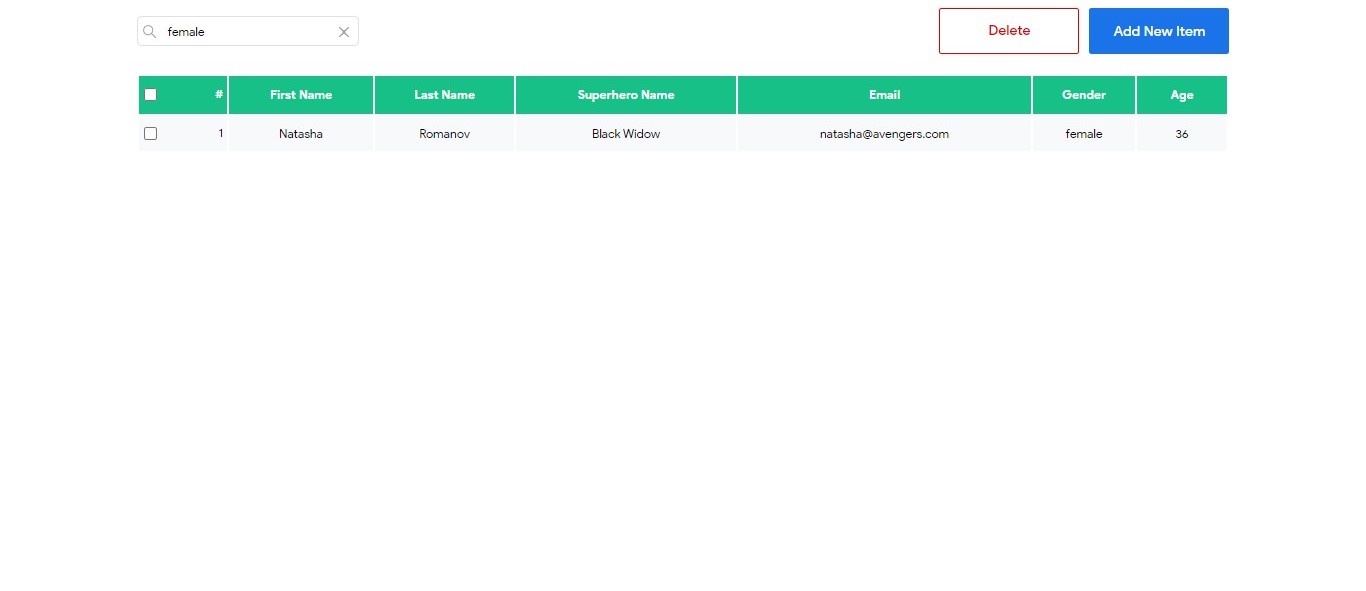 female
Delete
Add New Item
# First Name Last Name Superhero Name Email Gender Age
1 Natasha Romanov Black Widow natasha@avengers.com female 36